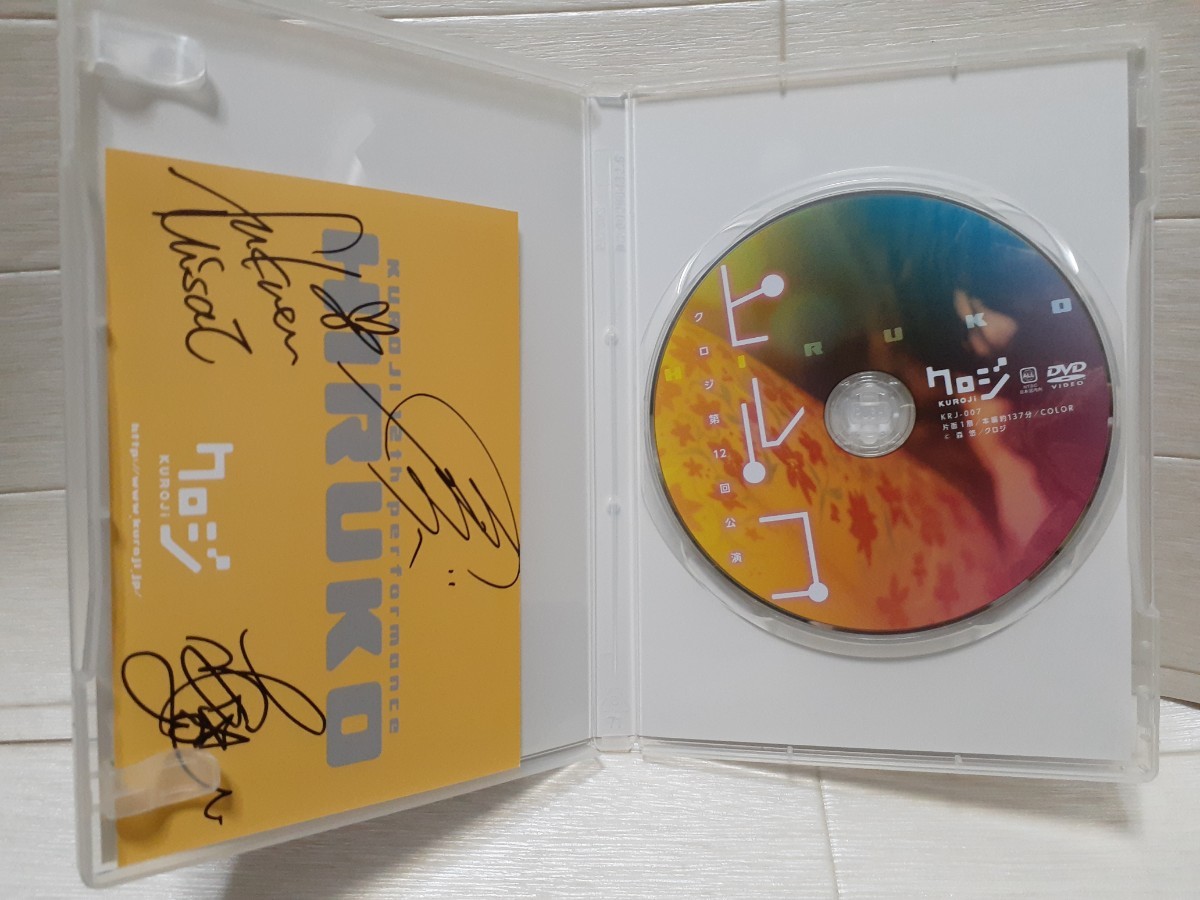 KUROJI 12th performance
HIRUKO
クロジ
KUROJi
http://www.kuroji.jp/
Misat
ヒルコ
HIRUKO
クロジ第12回公演
クロジ
KUROJi
ALL
DVD
VIDEO
KRJ-007
片面1層/本編約137分/COLOR
© 森 悠/クロジ